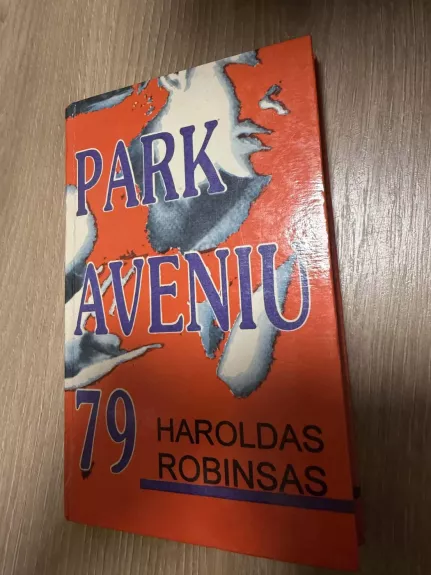 PARK
AVENIU
79
HAROLDAS
ROBINSAS